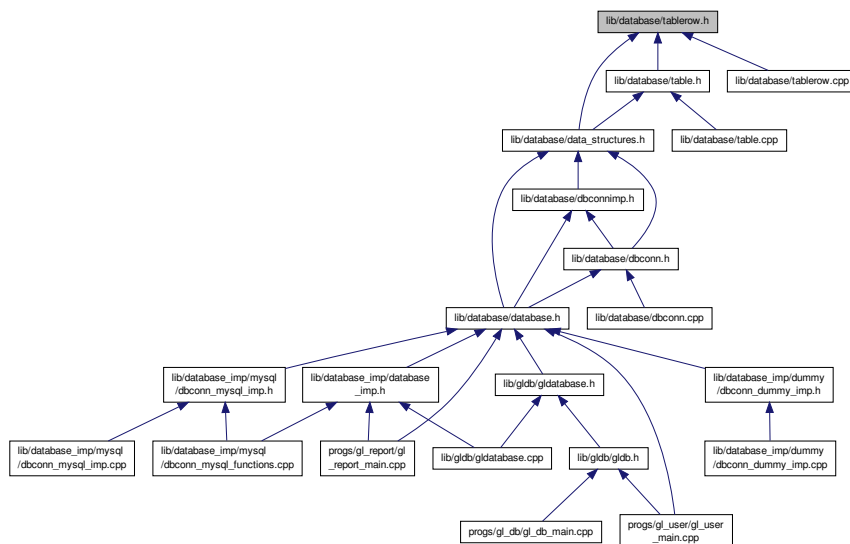 lib/database/tablerow.h
lib/database/table.h
lib/database/tablerow.cpp
lib/database/data_structures.h
lib/database/table.cpp
lib/database/dbconnimp.h
lib/database/dbconn.h
lib/database/database.h
lib/database/dbconn.cpp
lib/database_imp/mysql
/dbconn_mysql_imp.h
lib/database_imp/database
_imp.h
lib/gldb/gldatabase.h
lib/database_imp/dummy
/dbconn_dummy_imp.h
lib/database_imp/mysql
/dbconn_mysql_imp.cpp
lib/database_imp/mysql
/dbconn_mysql_functions.cpp
progs/gl_report/gl
_report_main.cpp
lib/gldb/gldatabase.cpp
lib/gldb/gldb.h
lib/database_imp/dummy
/dbconn_dummy_imp.cpp
progs/gl_db/gl_db_main.cpp
progs/gl_user/gl_user
_main.cpp